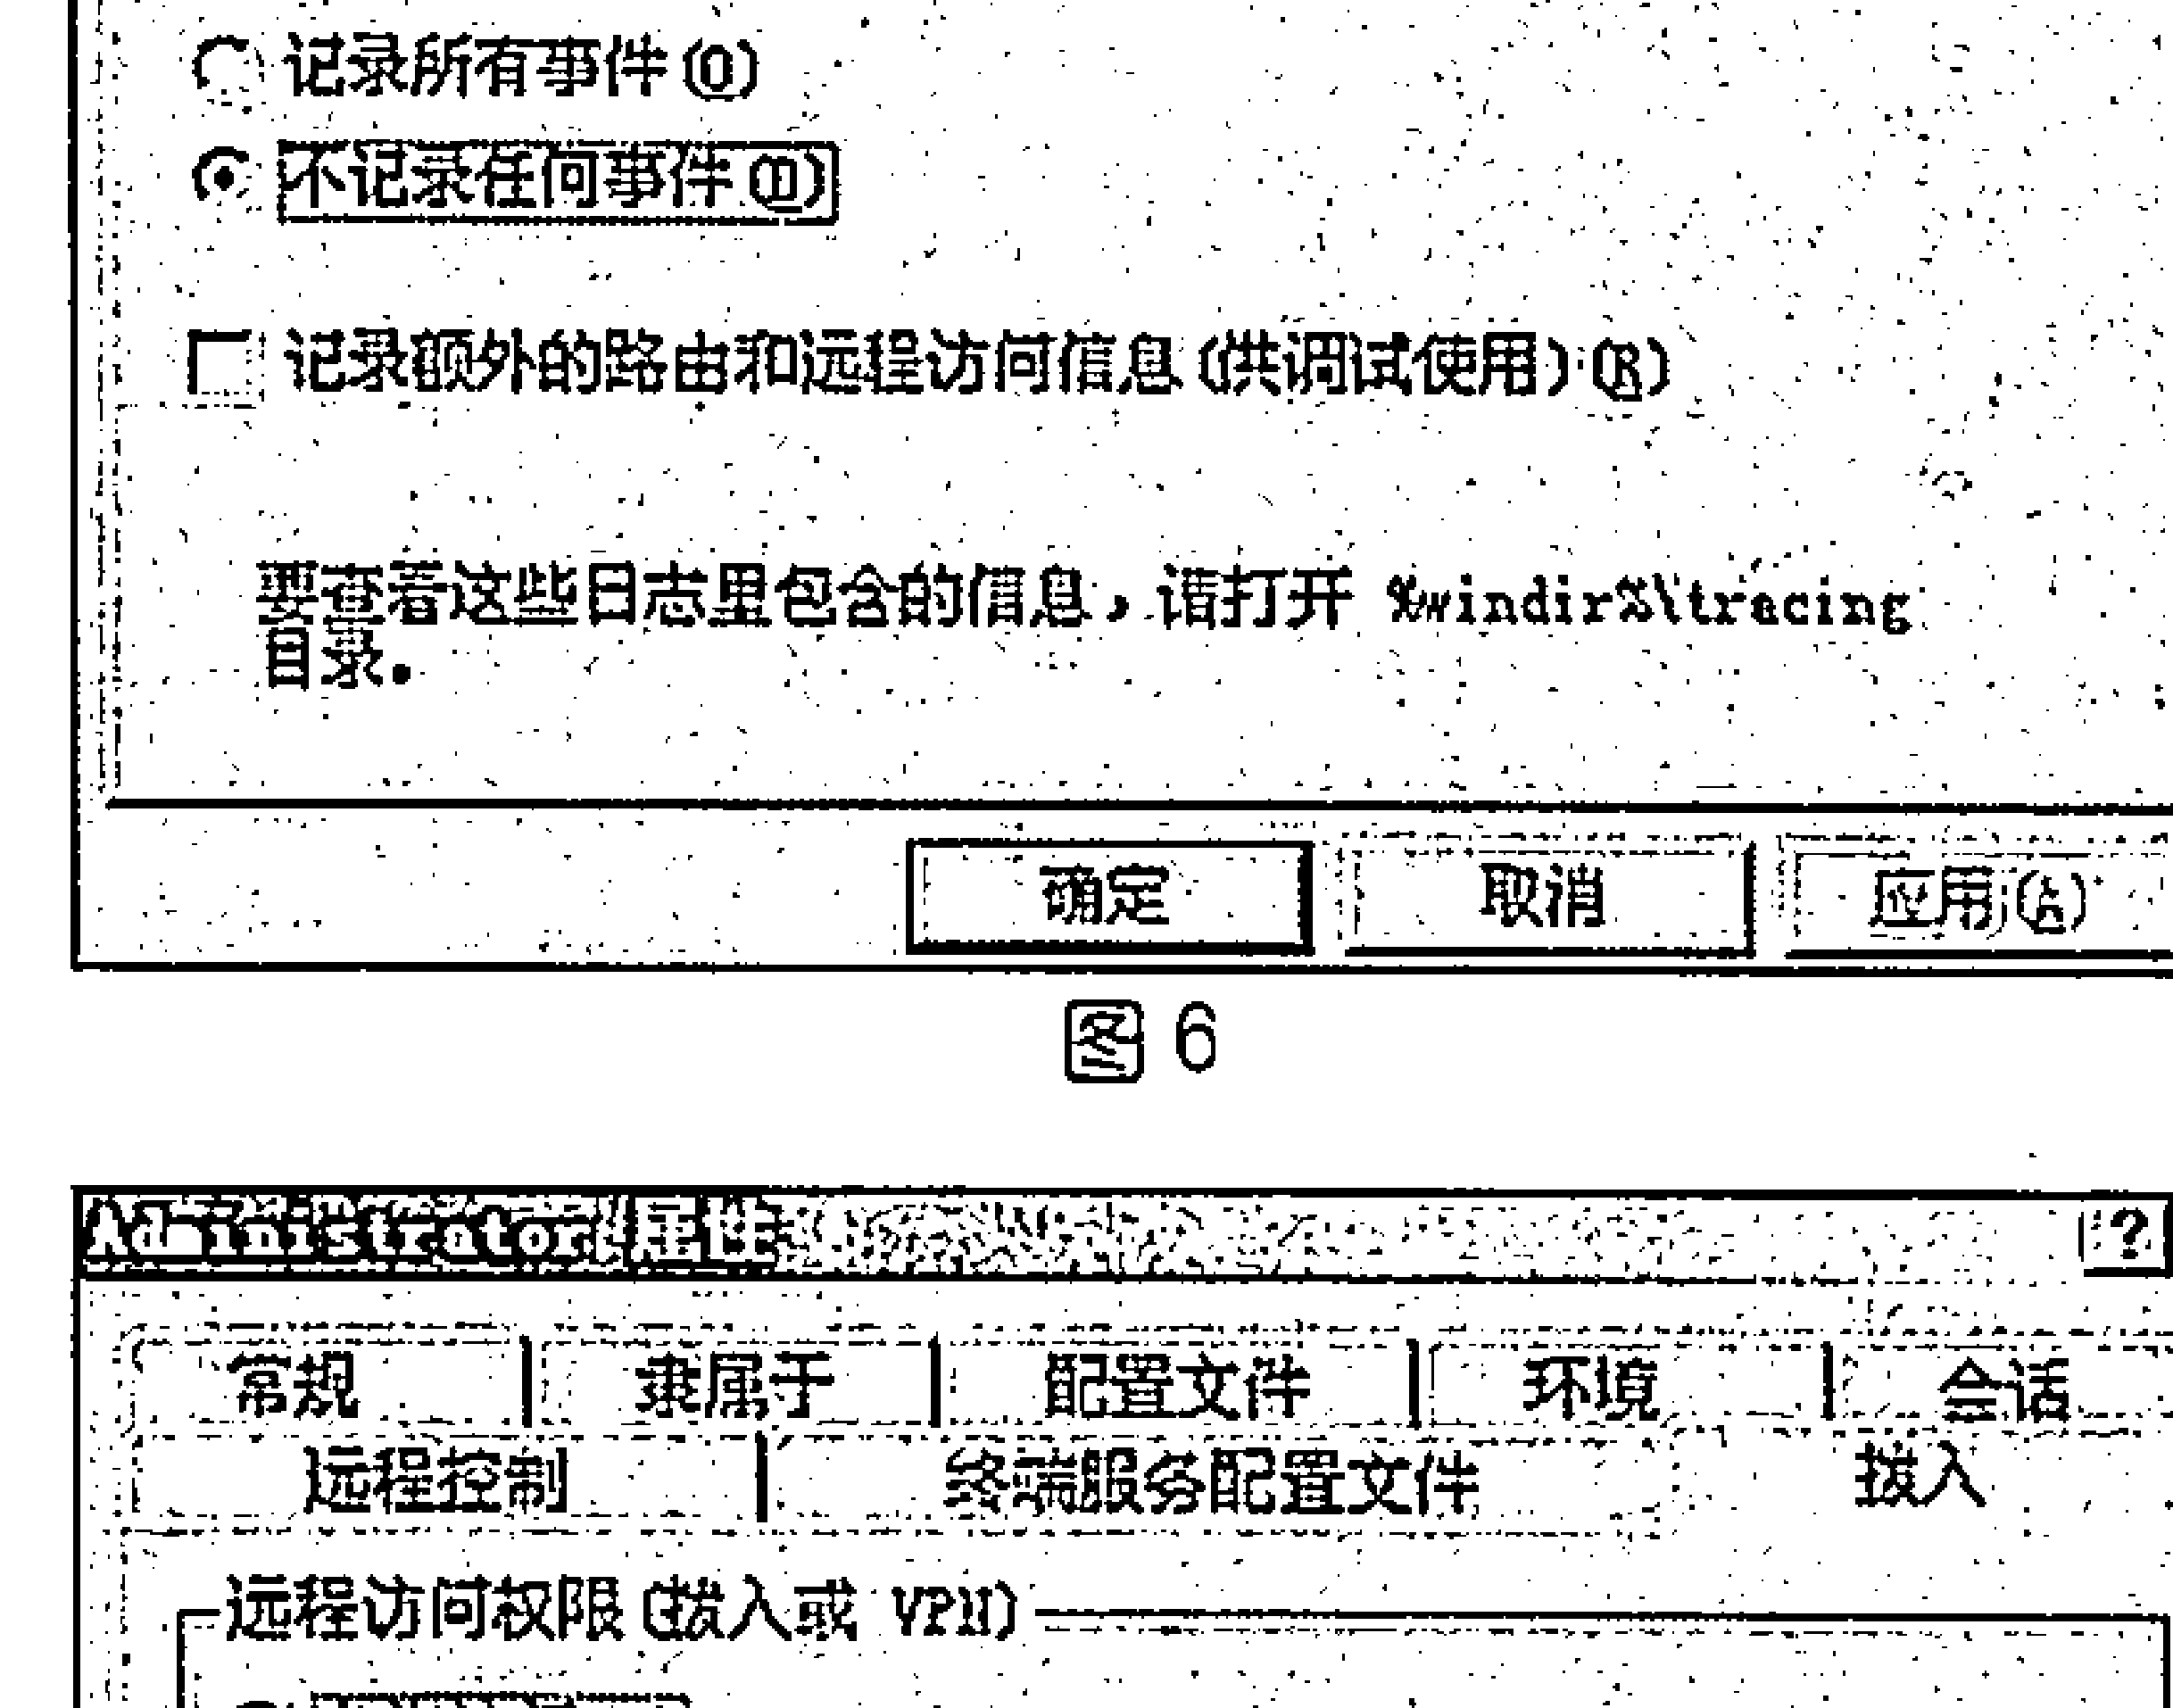 记录所有事件(O)
不记录任何事件(D)
记录额外的路由和远程访问信息(供调试使用)(R)
要查看这些日志里包含的信息，请打开 %windir%\tracing
目录。
确定 取消 应用(A)
图 6
Administrator 属性 ?
常规 隶属于 配置文件 环境 会话
远程控制 终端服务配置文件 拨入
远程访问权限(拨入或 VPN)